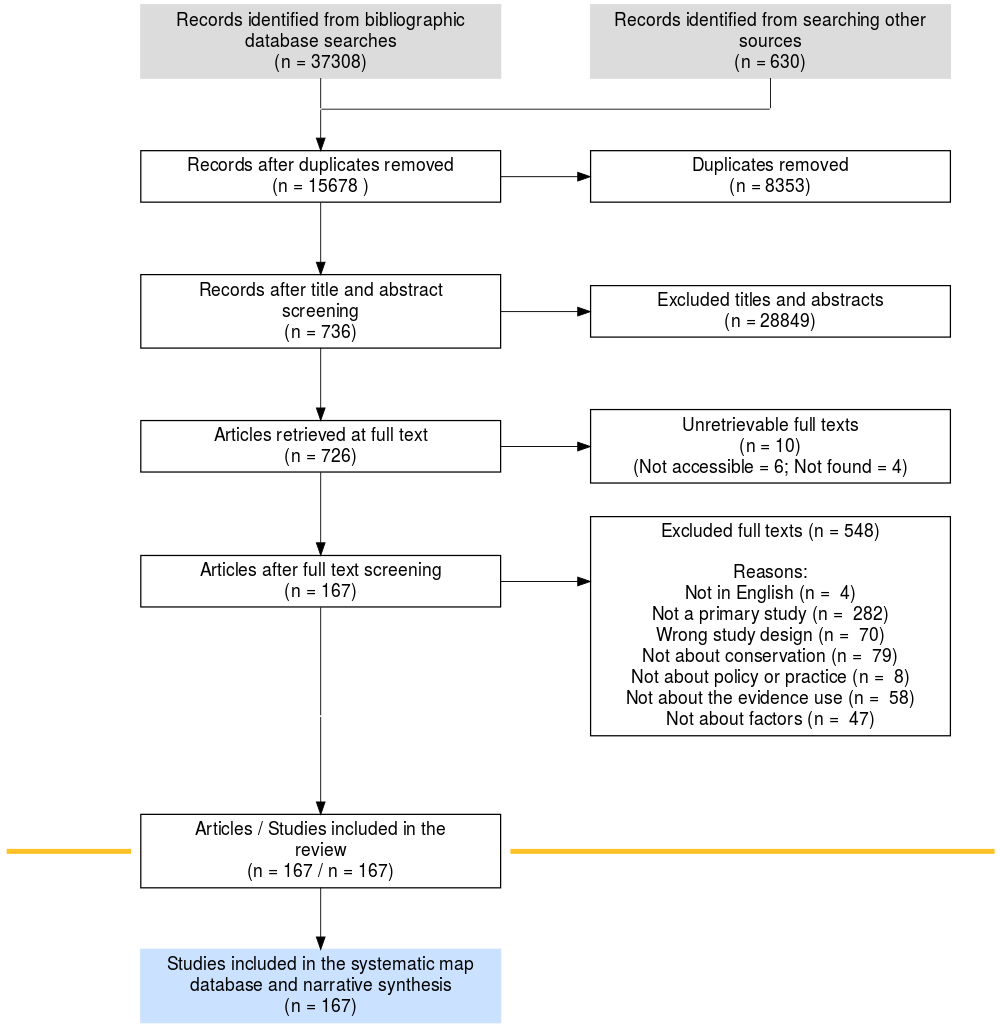 Records identified from bibliographic
database searches
(n = 37308)
Records identified from searching other
sources
(n = 630)
Records after duplicates removed
(n = 15678 )
Duplicates removed
(n = 8353)
Records after title and abstract
screening
(n = 736)
Excluded titles and abstracts
(n = 28849)
Articles retrieved at full text
(n = 726)
Unretrievable full texts
(n = 10)
(Not accessible = 6; Not found = 4)
Articles after full text screening
(n = 167)
Excluded full texts (n = 548)
Reasons:
Not in English (n =  4)
Not a primary study (n =  282)
Wrong study design (n =  70)
Not about conservation (n =  79)
Not about policy or practice (n =  8)
Not about the evidence use (n =  58)
Not about factors (n =  47)
Articles / Studies included in the
review
(n = 167 / n = 167)
Studies included in the systematic map
database and narrative synthesis
(n = 167)